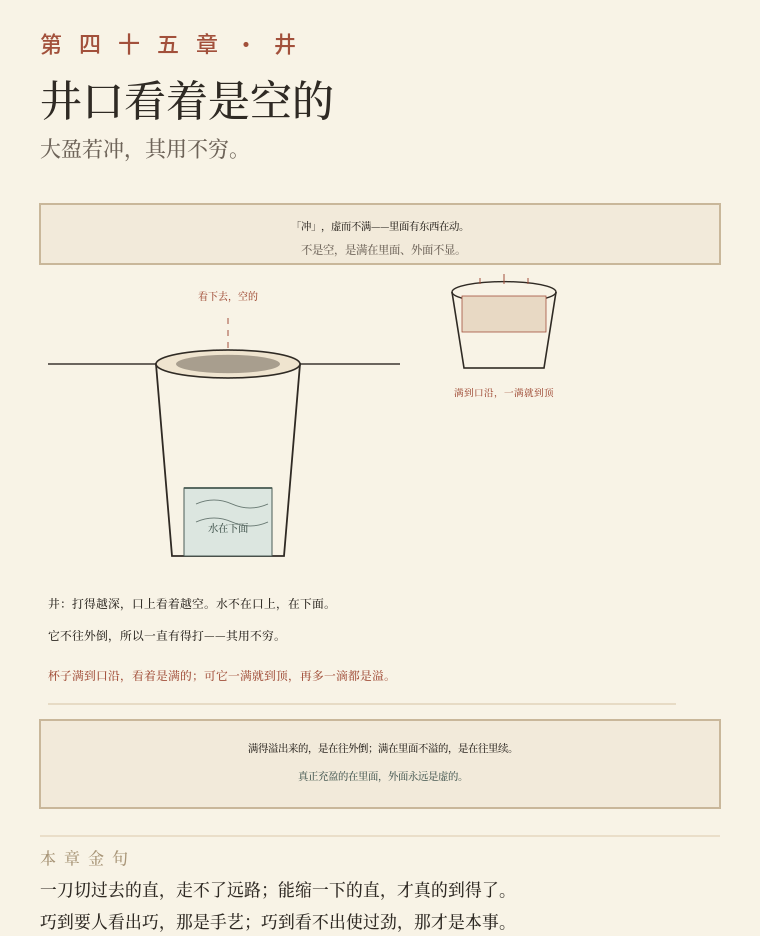 第四十五章·井
井口看着是空的
大盈若冲，其用不穷。
「冲」，虚而不满——里面有东西在动。
不是空，是满在里面、外面不显。
看下去，空的
满到口沿，一满就到顶
水在下面
井：打得越深，口上看着越空。水不在口上，在下面。
它不往外倒，所以一直有得打——其用不穷。
杯子满到口沿，看着是满的；可它一满就到顶，再多一滴都是溢。
满得溢出来的，是在往外倒；满在里面不溢的，是在往里续。
真正充盈的在里面，外面永远是虚的。
本章金句
一刀切过去的直，走不了远路；能缩一下的直，才真的到得了。
巧到要人看出巧，那是手艺；巧到看不出使过劲，那才是本事。